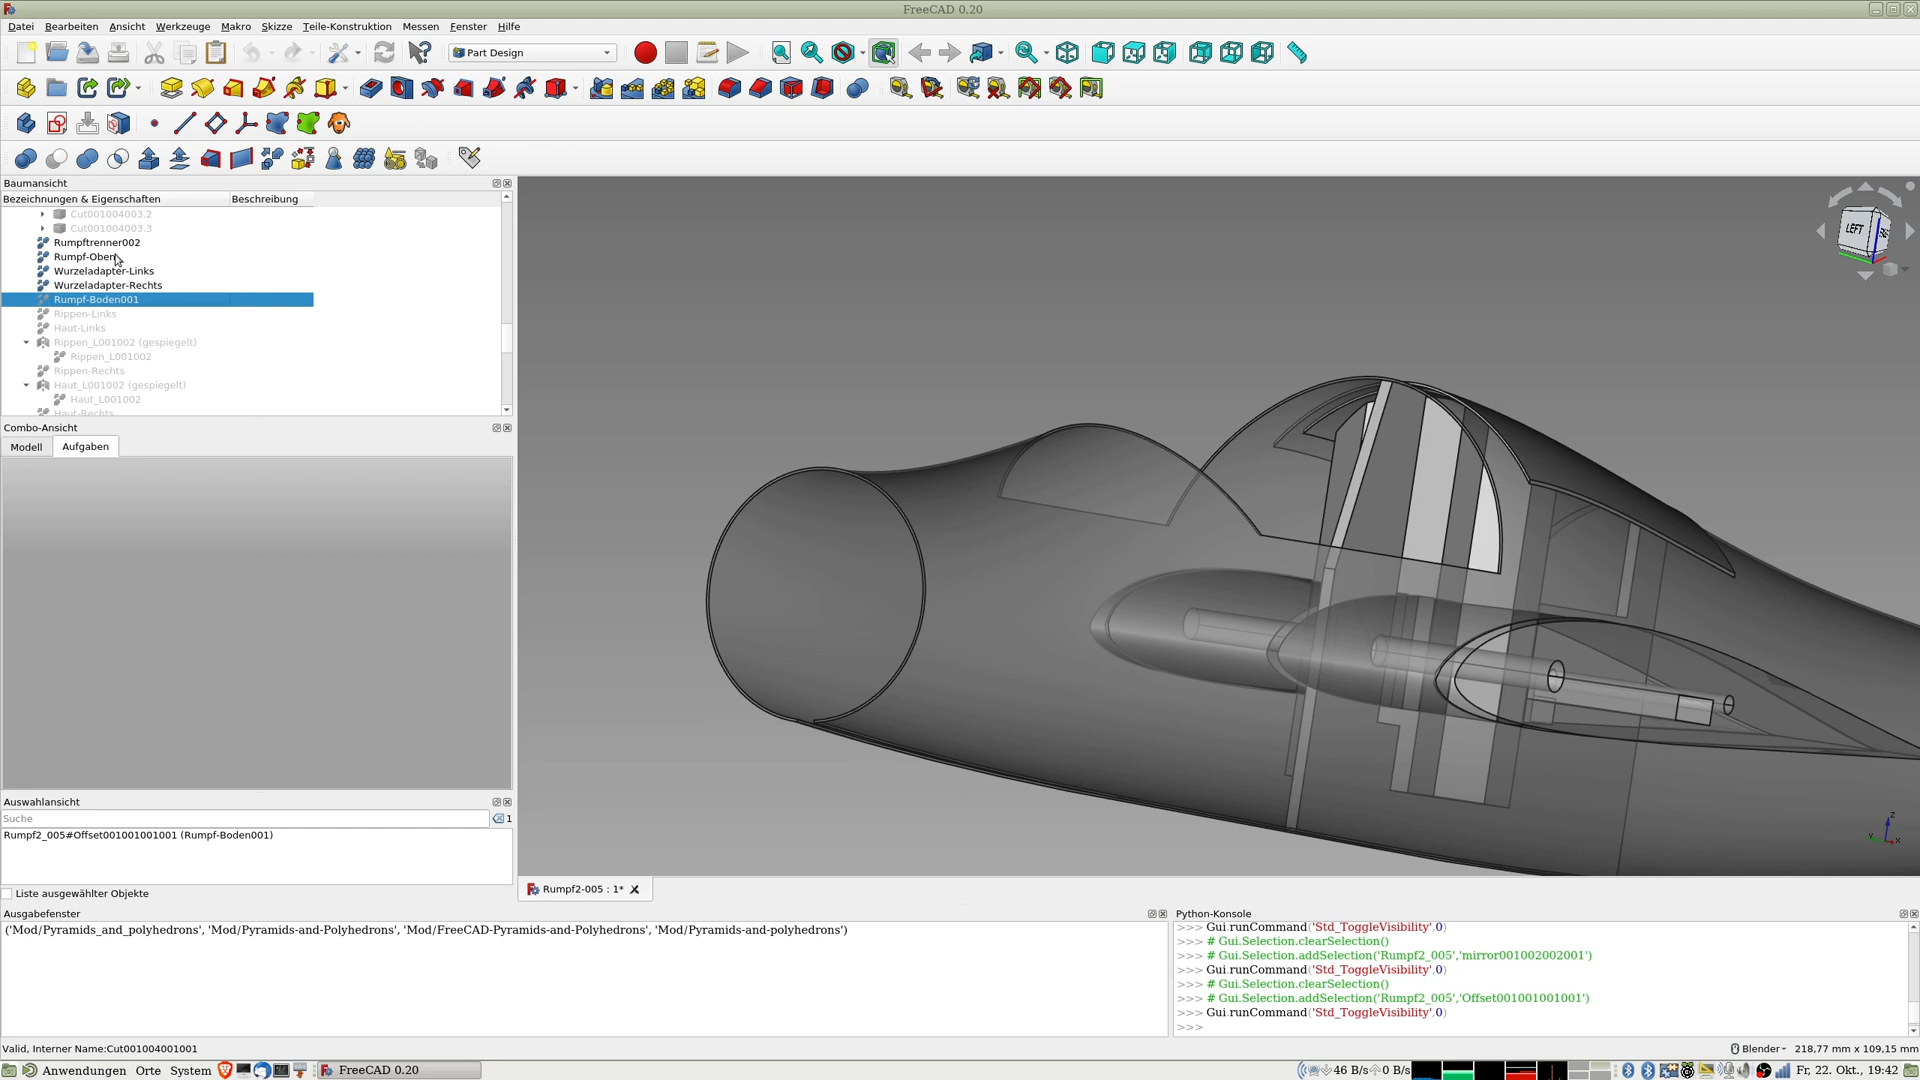 FreeCAD 0.20
Datei Bearbeiten Ansicht Werkzeuge Makro Skizze Teile-Konstruktion Messen Fenster Hilfe
Part Design
Baumansicht
Bezeichnungen & Eigenschaften Beschreibung
Cut001004003.2
Cut001004003.3
Rumpftrenner002
Rumpf-Oben
Wurzeladapter-Links
Wurzeladapter-Rechts
Rumpf-Boden001
Rippen-Links
Haut-Links
Rippen_L001002 (gespiegelt)
Rippen_L001002
Rippen-Rechts
Haut_L001002 (gespiegelt)
Haut_L001002
Haut-Rechts
Combo-Ansicht
Modell Aufgaben
Auswahlansicht
Suche 1
Rumpf2_005#Offset001001001001 (Rumpf-Boden001)
Liste ausgewählter Objekte
LEFT
Z
Y X
Rumpf2-005 : 1*
Ausgabefenster
('Mod/Pyramids_and_polyhedrons', 'Mod/Pyramids-and-Polyhedrons', 'Mod/FreeCAD-Pyramids-and-Polyhedrons', 'Mod/Pyramids-and-polyhedrons')
Python-Konsole
>>> Gui.runCommand('Std_ToggleVisibility',0)
>>> # Gui.Selection.clearSelection()
>>> # Gui.Selection.addSelection('Rumpf2_005','mirror001002002001')
>>> Gui.runCommand('Std_ToggleVisibility',0)
>>> # Gui.Selection.clearSelection()
>>> # Gui.Selection.addSelection('Rumpf2_005','Offset001001001001')
>>> Gui.runCommand('Std_ToggleVisibility',0)
>>>
Valid, Internal Name:Cut001004001001 Blender 218,77 mm x 109,15 mm
Anwendungen Orte System FreeCAD 0.20 46 B/s 0 B/s Fr, 22. Okt., 19:42